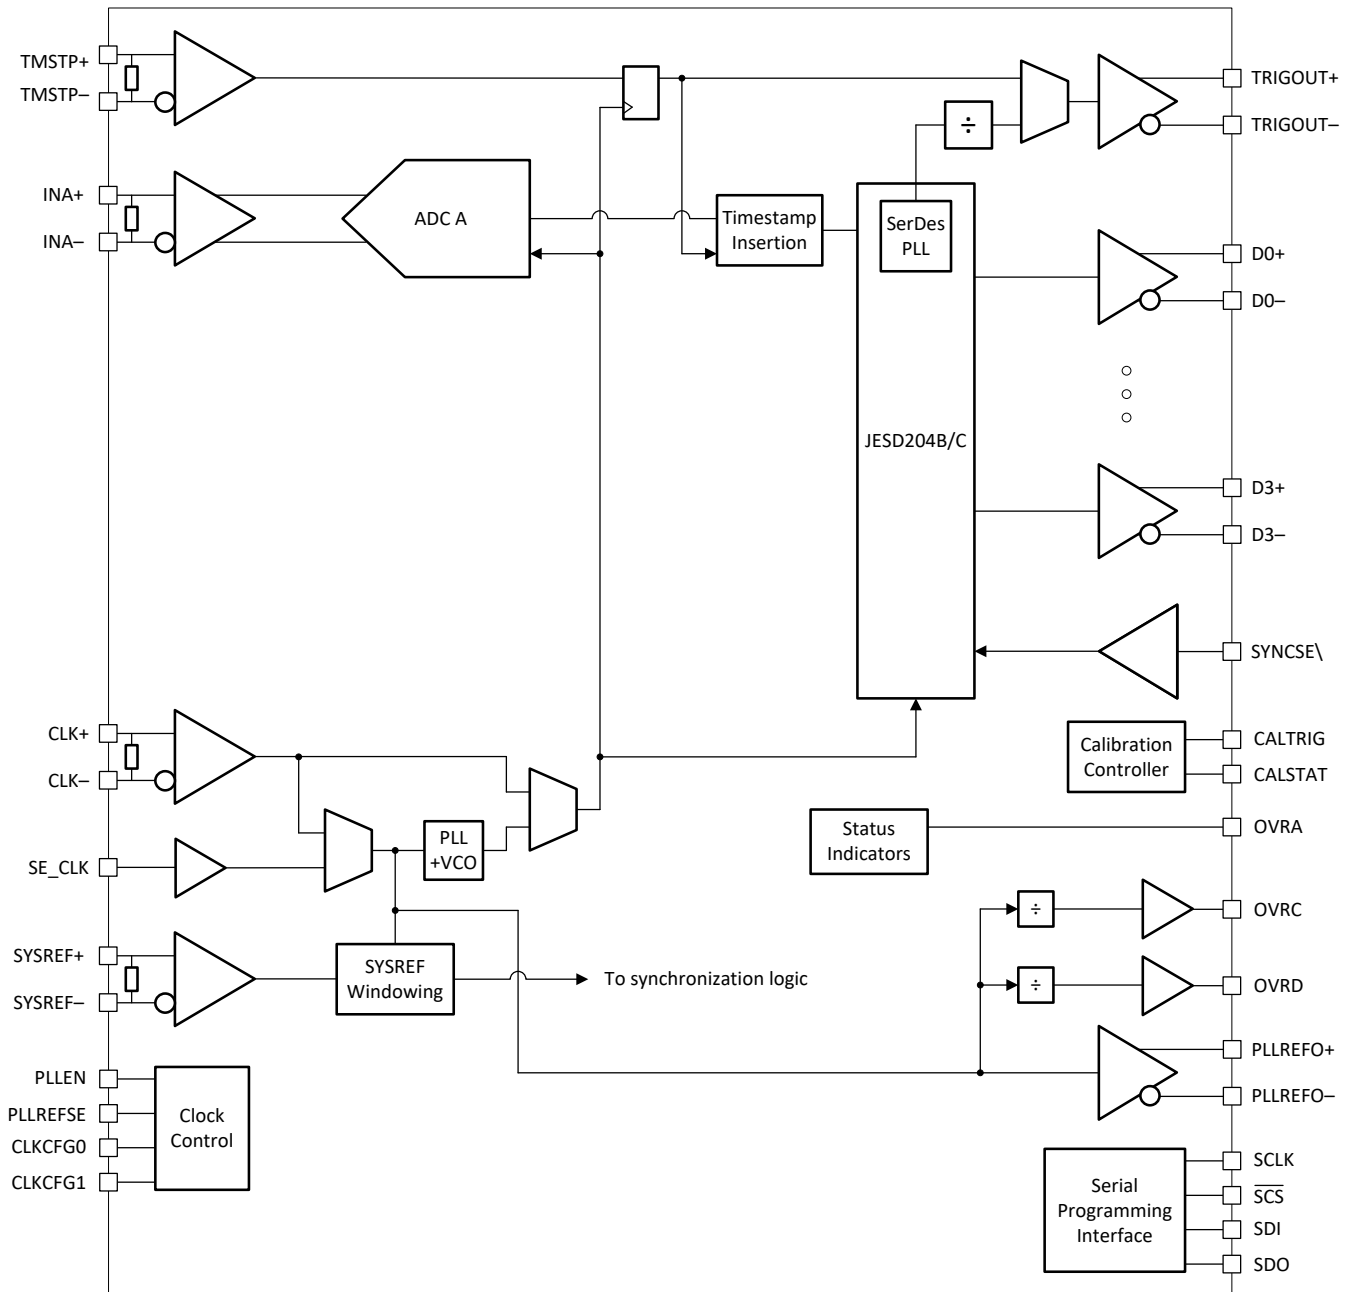 TMSTP+
TMSTP–
INA+
INA–
ADC A
Timestamp
Insertion
÷
SerDes
PLL
JESD204B/C
TRIGOUT+
TRIGOUT–
D0+
D0–
D3+
D3–
SYNCSE\
CLK+
CLK–
SE_CLK
PLL
+VCO
SYSREF+
SYSREF–
SYSREF
Windowing
To synchronization logic
Calibration
Controller
CALTRIG
CALSTAT
Status
Indicators
OVRA
÷
OVRC
÷
OVRD
PLLREFO+
PLLREFO–
PLLEN
PLLREFSE
CLKCFG0
CLKCFG1
Clock
Control
Serial
Programming
Interface
SCLK
SCS
SDI
SDO